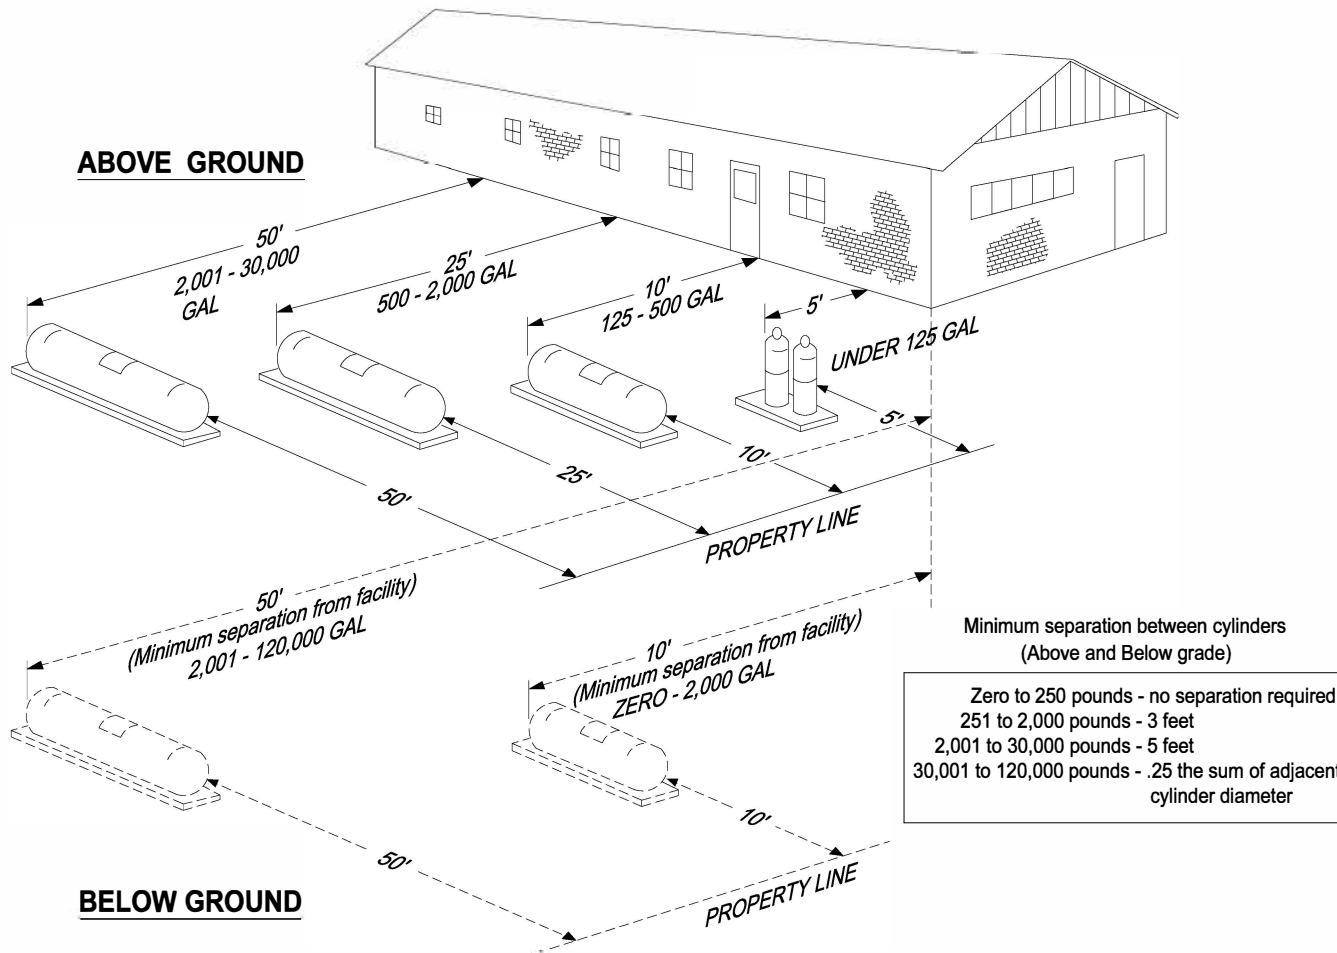 ABOVE GROUND
50'
2,001 - 30,000
GAL
25'
500 - 2,000 GAL
10'
125 - 500 GAL
5'
UNDER 125 GAL
50'
25'
10'
5'
PROPERTY LINE
50'
(Minimum separation from facility)
2,001 - 120,000 GAL
10'
(Minimum separation from facility)
ZERO - 2,000 GAL
Minimum separation between cylinders
(Above and Below grade)
Zero to 250 pounds - no separation required
251 to 2,000 pounds - 3 feet
2,001 to 30,000 pounds - 5 feet
30,001 to 120,000 pounds - .25 the sum of adjacent
cylinder diameter
50'
10'
PROPERTY LINE
BELOW GROUND